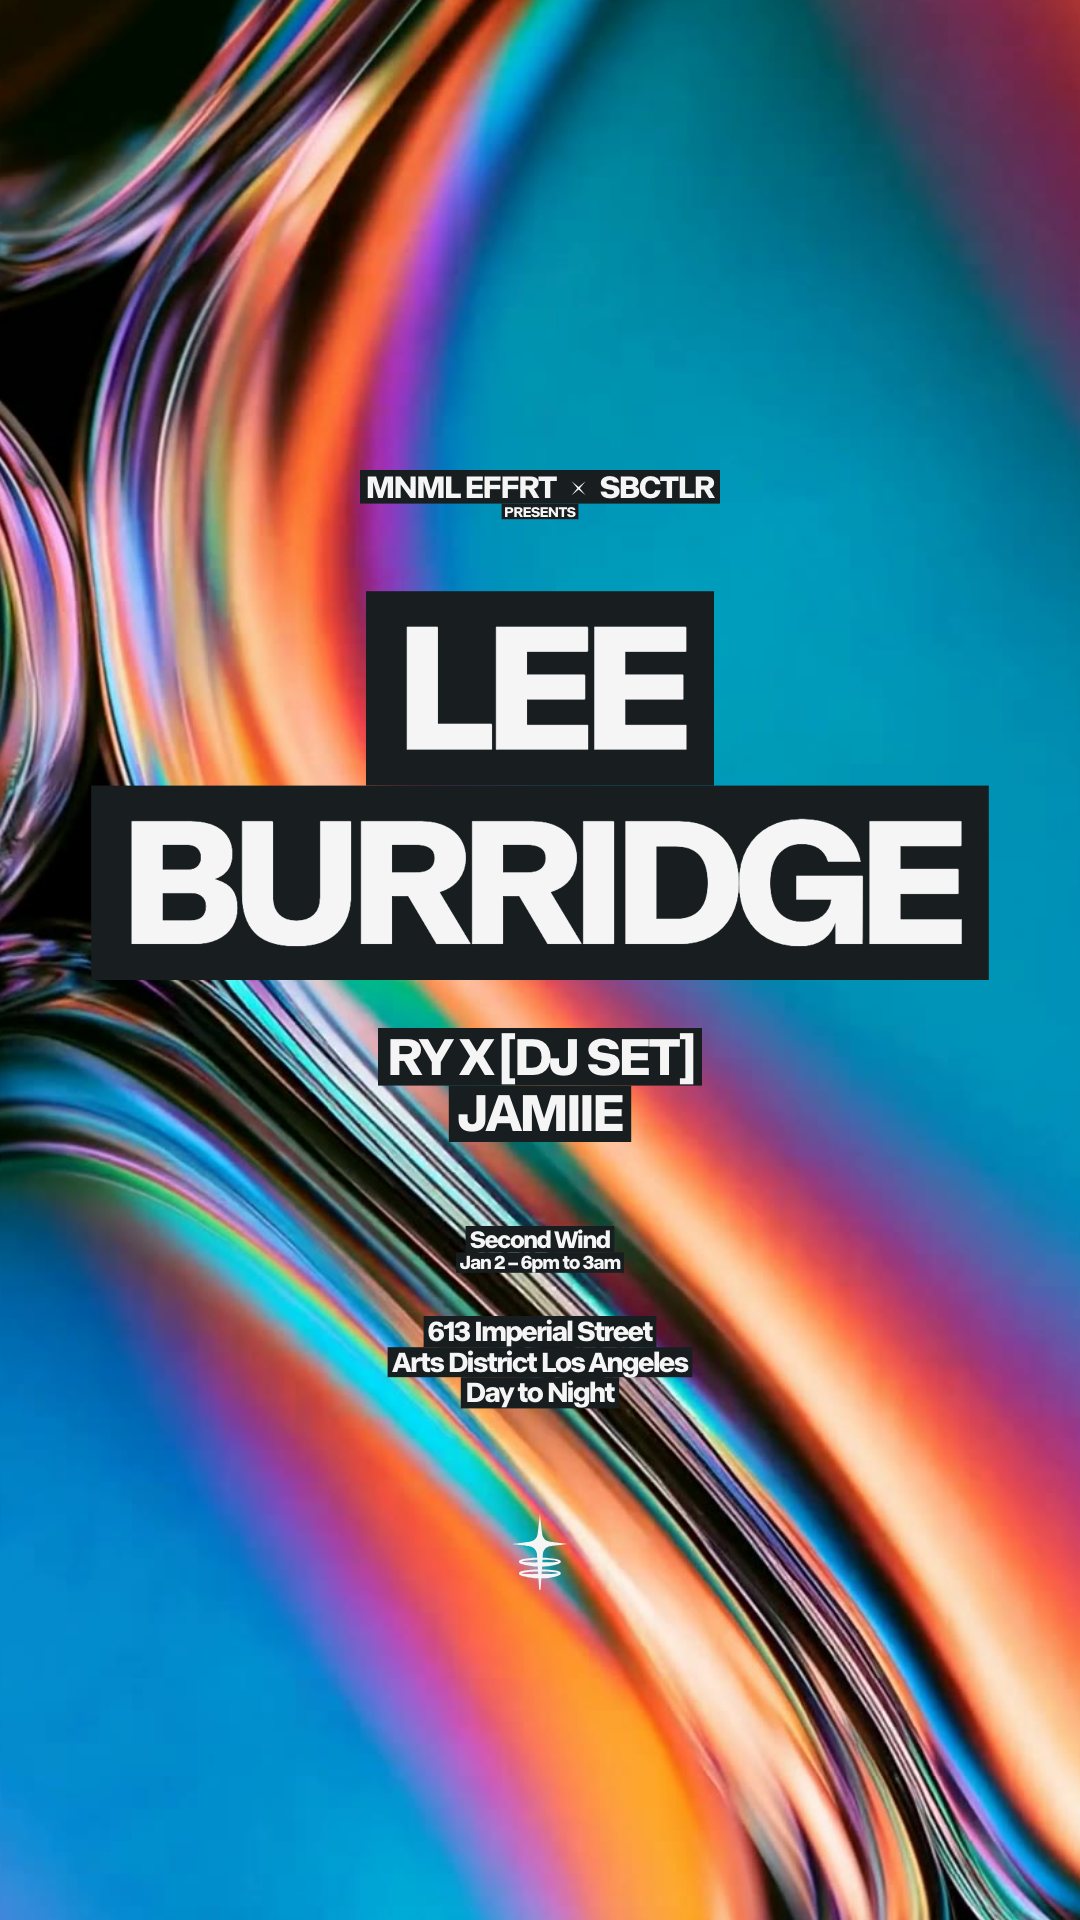 MNML EFFRT × SBCTLR
PRESENTS
LEE
BURRIDGE
RY X [DJ SET]
JAMIIE
Second Wind
Jan 2 – 6pm to 3am
613 Imperial Street
Arts District Los Angeles
Day to Night